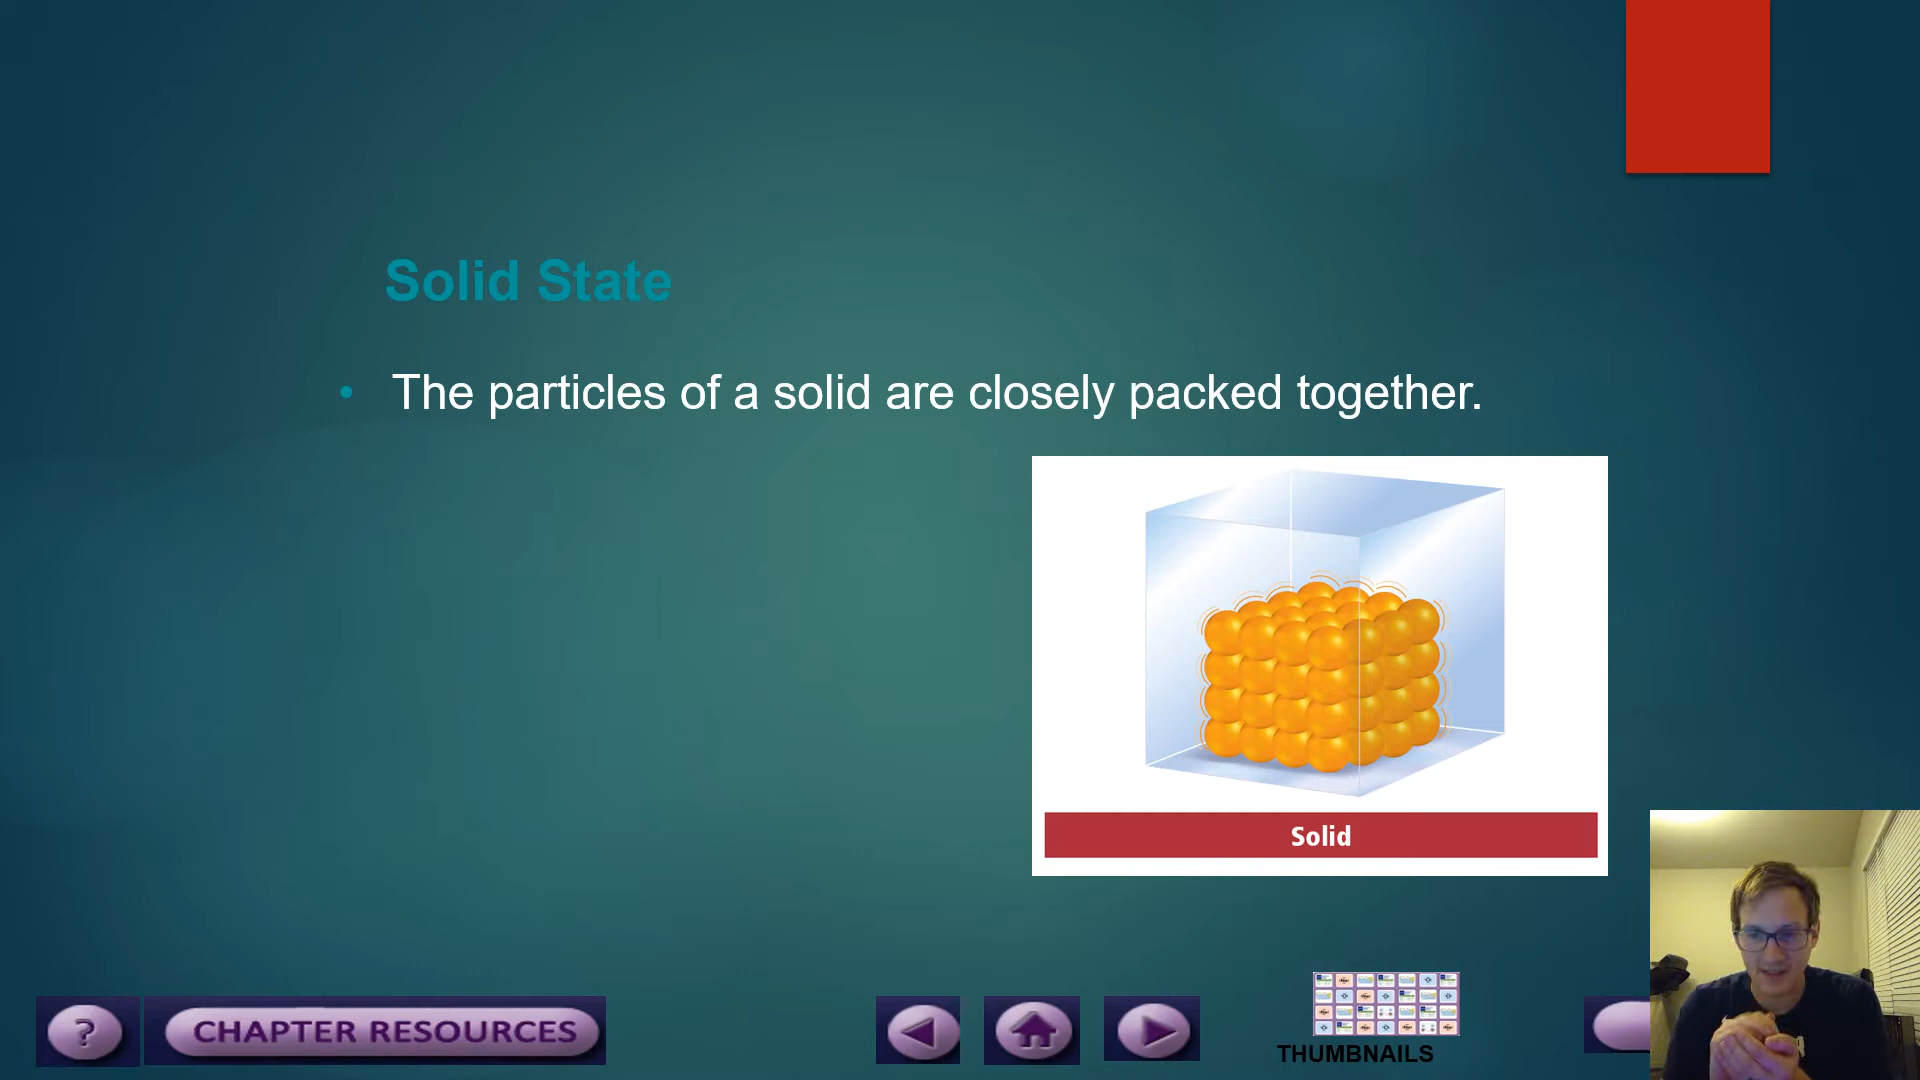 Solid State
• The particles of a solid are closely packed together.
Solid
?
CHAPTER RESOURCES
THUMBNAILS